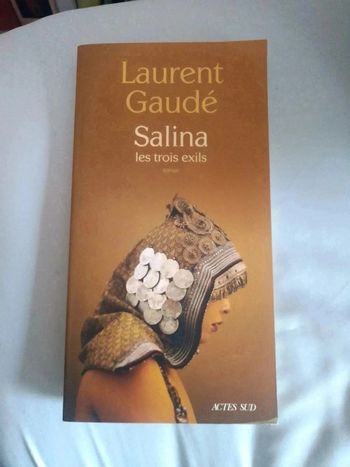 Laurent
Gaudé
Salina
les trois exils
roman
ACTES SUD